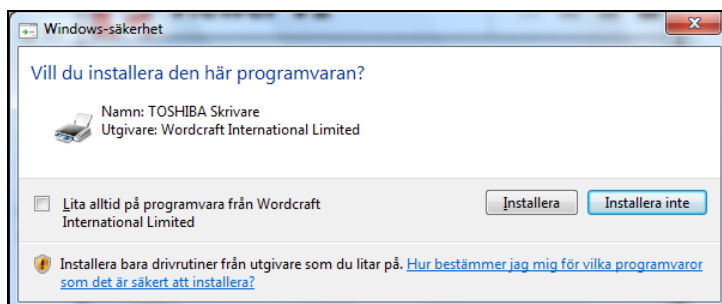 Windows-säkerhet
Vill du installera den här programvaran?
Namn: TOSHIBA Skrivare
Utgivare: Wordcraft International Limited
Lita alltid på programvara från Wordcraft
International Limited
Installera
Installera inte
Installera bara drivrutiner från utgivare som du litar på. Hur bestämmer jag mig för vilka programvaror
som det är säkert att installera?